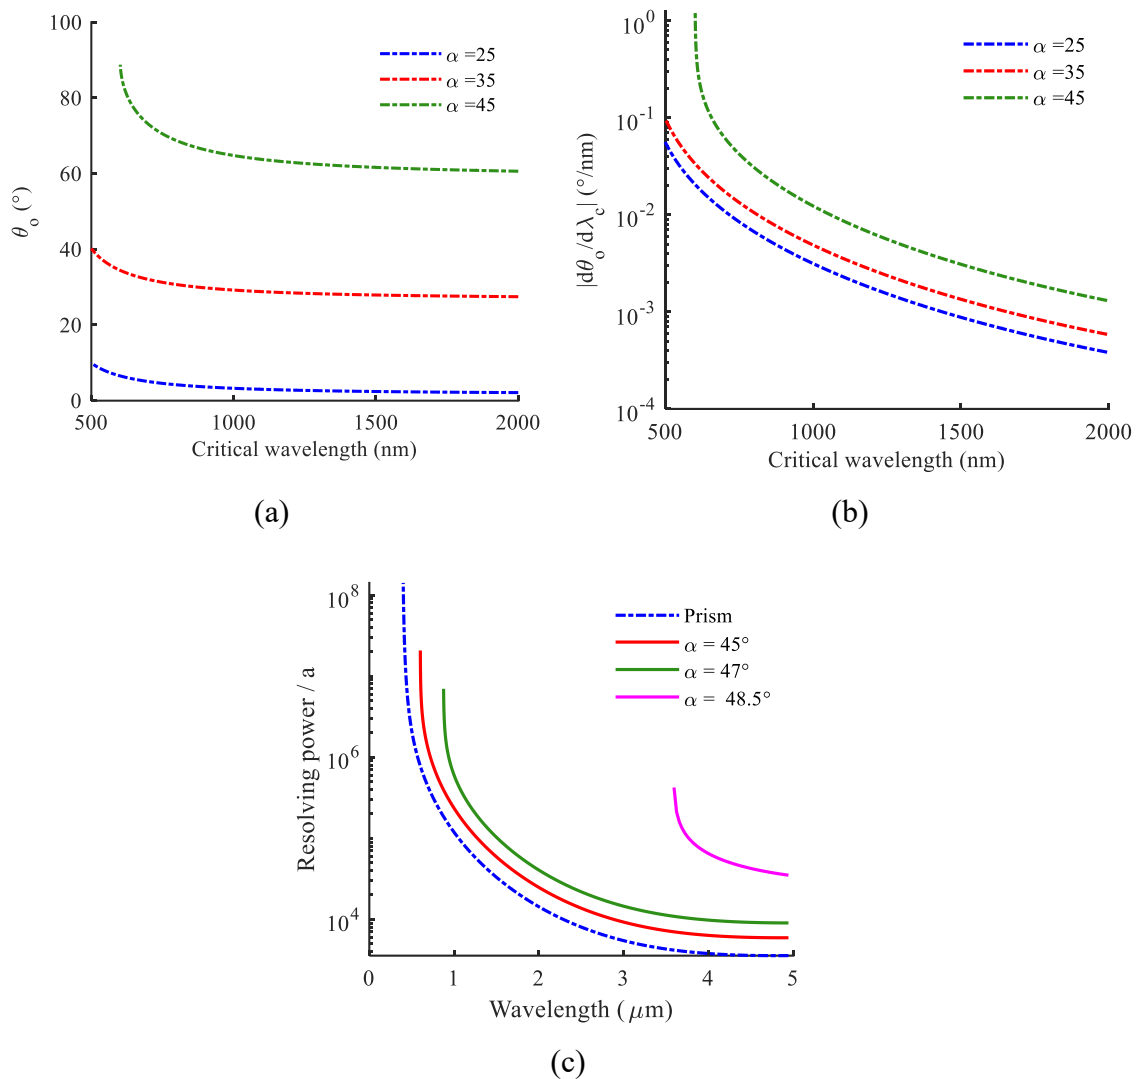 100
80
60
40
20
0
500
1000
1500
2000
θo (°)
Critical wavelength (nm)
α =25
α =35
α =45
(a)
10^0
10^-1
10^-2
10^-3
10^-4
500
1000
1500
2000
|dθo/dλc| (°/nm)
Critical wavelength (nm)
α =25
α =35
α =45
(b)
10^8
10^6
10^4
0
1
2
3
4
5
Resolving power / a
Wavelength ( μm)
Prism
α = 45°
α = 47°
α = 48.5°
(c)